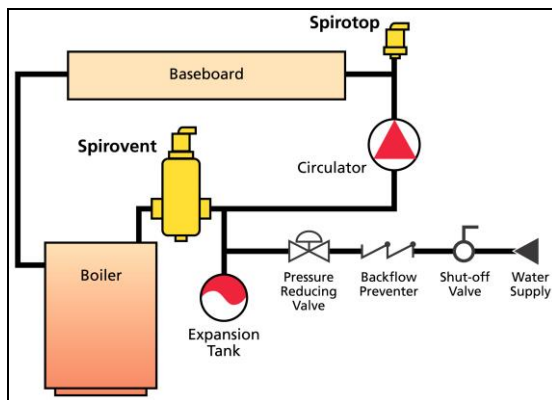 Spirotop
Baseboard
Spirovent
Circulator
Boiler
Expansion
Tank
Pressure
Reducing
Valve
Backflow
Preventer
Shut-off
Valve
Water
Supply